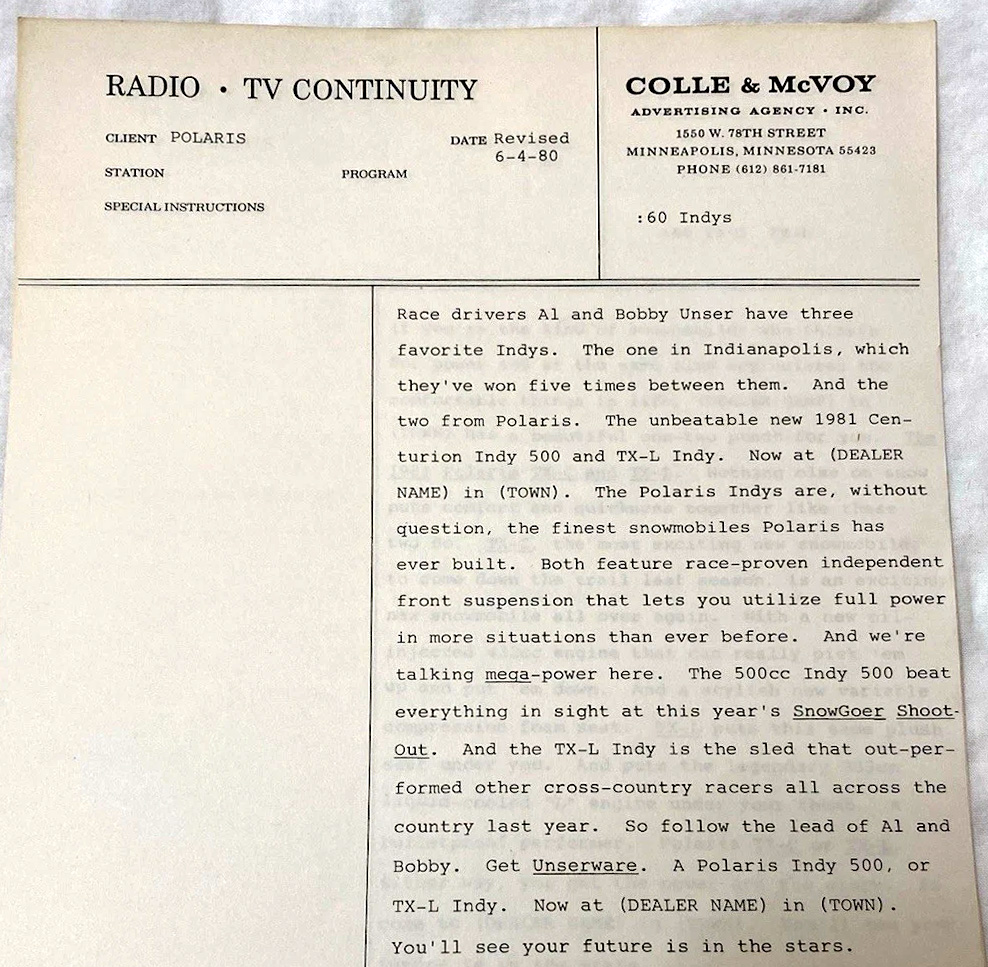 RADIO · TV CONTINUITY
CLIENT POLARIS
DATE Revised
6-4-80
STATION
PROGRAM
SPECIAL INSTRUCTIONS
COLLE & McVOY
ADVERTISING AGENCY · INC.
1550 W. 78TH STREET
MINNEAPOLIS, MINNESOTA 55423
PHONE (612) 861-7181
:60 Indys
Race drivers Al and Bobby Unser have three
favorite Indys. The one in Indianapolis, which
they've won five times between them. And the
two from Polaris. The unbeatable new 1981 Cen-
turion Indy 500 and TX-L Indy. Now at (DEALER
NAME) in (TOWN). The Polaris Indys are, without
question, the finest snowmobiles Polaris has
ever built. Both feature race-proven independent
front suspension that lets you utilize full power
in more situations than ever before. And we're
talking mega-power here. The 500cc Indy 500 beat
everything in sight at this year's SnowGoer Shoot-
Out. And the TX-L Indy is the sled that out-per-
formed other cross-country racers all across the
country last year. So follow the lead of Al and
Bobby. Get Unserware. A Polaris Indy 500, or
TX-L Indy. Now at (DEALER NAME) in (TOWN).
You'll see your future is in the stars.